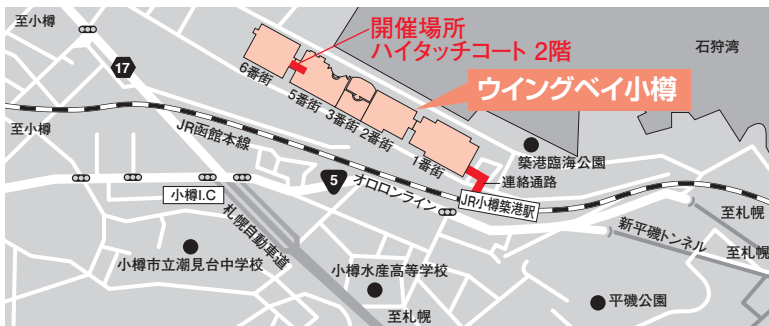 至小樽
17
開催場所
ハイタッチコート 2階
石狩湾
ウイングベイ小樽
6番街
5番街
3番街
2番街
1番街
至小樽
JR函館本線
築港臨海公園
連絡通路
小樽I.C
5
オロロンライン
JR小樽築港駅
至札幌
新平磯トンネル
至札幌
札幌自動車道
小樽市立潮見台中学校
小樽水産高等学校
平磯公園
至札幌